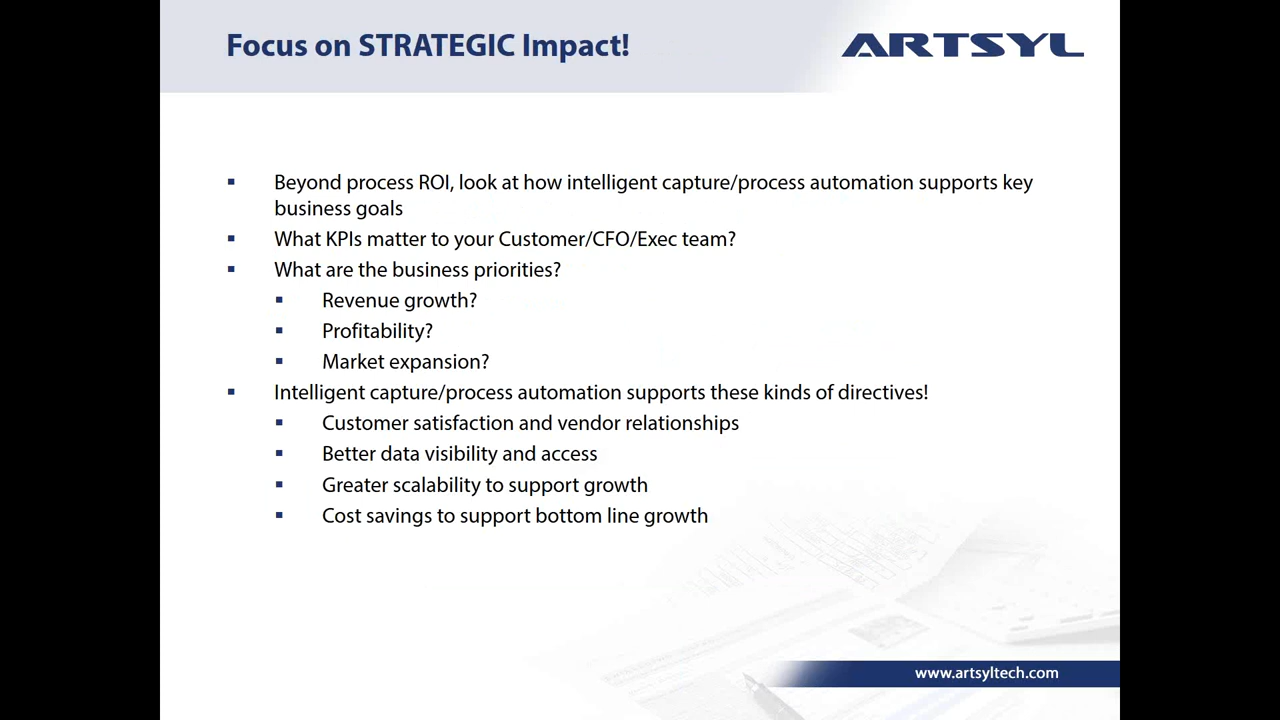 Focus on STRATEGIC Impact!
ARTSYL
▪ Beyond process ROI, look at how intelligent capture/process automation supports key
business goals
▪ What KPIs matter to your Customer/CFO/Exec team?
▪ What are the business priorities?
▪ Revenue growth?
▪ Profitability?
▪ Market expansion?
▪ Intelligent capture/process automation supports these kinds of directives!
▪ Customer satisfaction and vendor relationships
▪ Better data visibility and access
▪ Greater scalability to support growth
▪ Cost savings to support bottom line growth
www.artsyltech.com